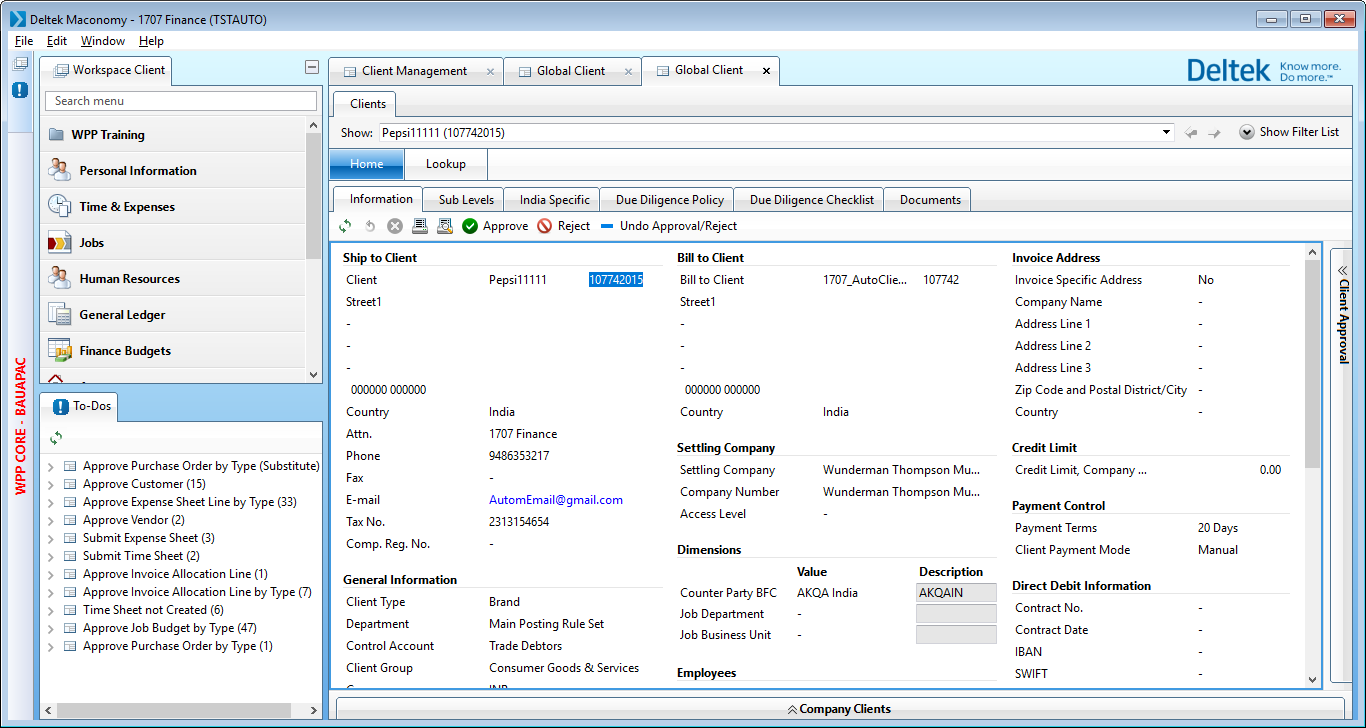 Deltek Maconomy - 1707 Finance (TSTAUTO)
File Edit Window Help
WPP CORE - BAUAPAC
Workspace Client
Search menu
WPP Training
Personal Information
Time & Expenses
Jobs
Human Resources
General Ledger
Finance Budgets
To-Dos
Approve Purchase Order by Type (Substitute)
Approve Customer (15)
Approve Expense Sheet Line by Type (33)
Approve Vendor (2)
Submit Expense Sheet (3)
Submit Time Sheet (2)
Approve Invoice Allocation Line (1)
Approve Invoice Allocation Line by Type (7)
Time Sheet not Created (6)
Approve Job Budget by Type (47)
Approve Purchase Order by Type (1)
Client Management Global Client Global Client
Deltek Know more. Do more.™
Clients
Show: Pepsi11111 (107742015) Show Filter List
Home Lookup
Information Sub Levels India Specific Due Diligence Policy Due Diligence Checklist Documents
Approve Reject Undo Approval/Reject
Ship to Client
Client Pepsi11111 107742015
Street1
-
-
-
000000 000000
Country India
Attn. 1707 Finance
Phone 9486353217
Fax -
E-mail AutomEmail@gmail.com
Tax No. 2313154654
Comp. Reg. No. -
General Information
Client Type Brand
Department Main Posting Rule Set
Control Account Trade Debtors
Client Group Consumer Goods & Services
Bill to Client
Bill to Client 1707_AutoClie... 107742
Street1
-
-
-
000000 000000
Country India
Settling Company
Settling Company Wunderman Thompson Mu...
Company Number Wunderman Thompson Mu...
Access Level -
Dimensions
Value Description
Counter Party BFC AKQA India AKQAIN
Job Department -
Job Business Unit -
Employees
Invoice Address
Invoice Specific Address No
Company Name -
Address Line 1 -
Address Line 2 -
Address Line 3 -
Zip Code and Postal District/City -
Country -
Credit Limit
Credit Limit, Company ... 0.00
Payment Control
Payment Terms 20 Days
Client Payment Mode Manual
Direct Debit Information
Contract No. -
Contract Date -
IBAN -
SWIFT -
Client Approval
Company Clients